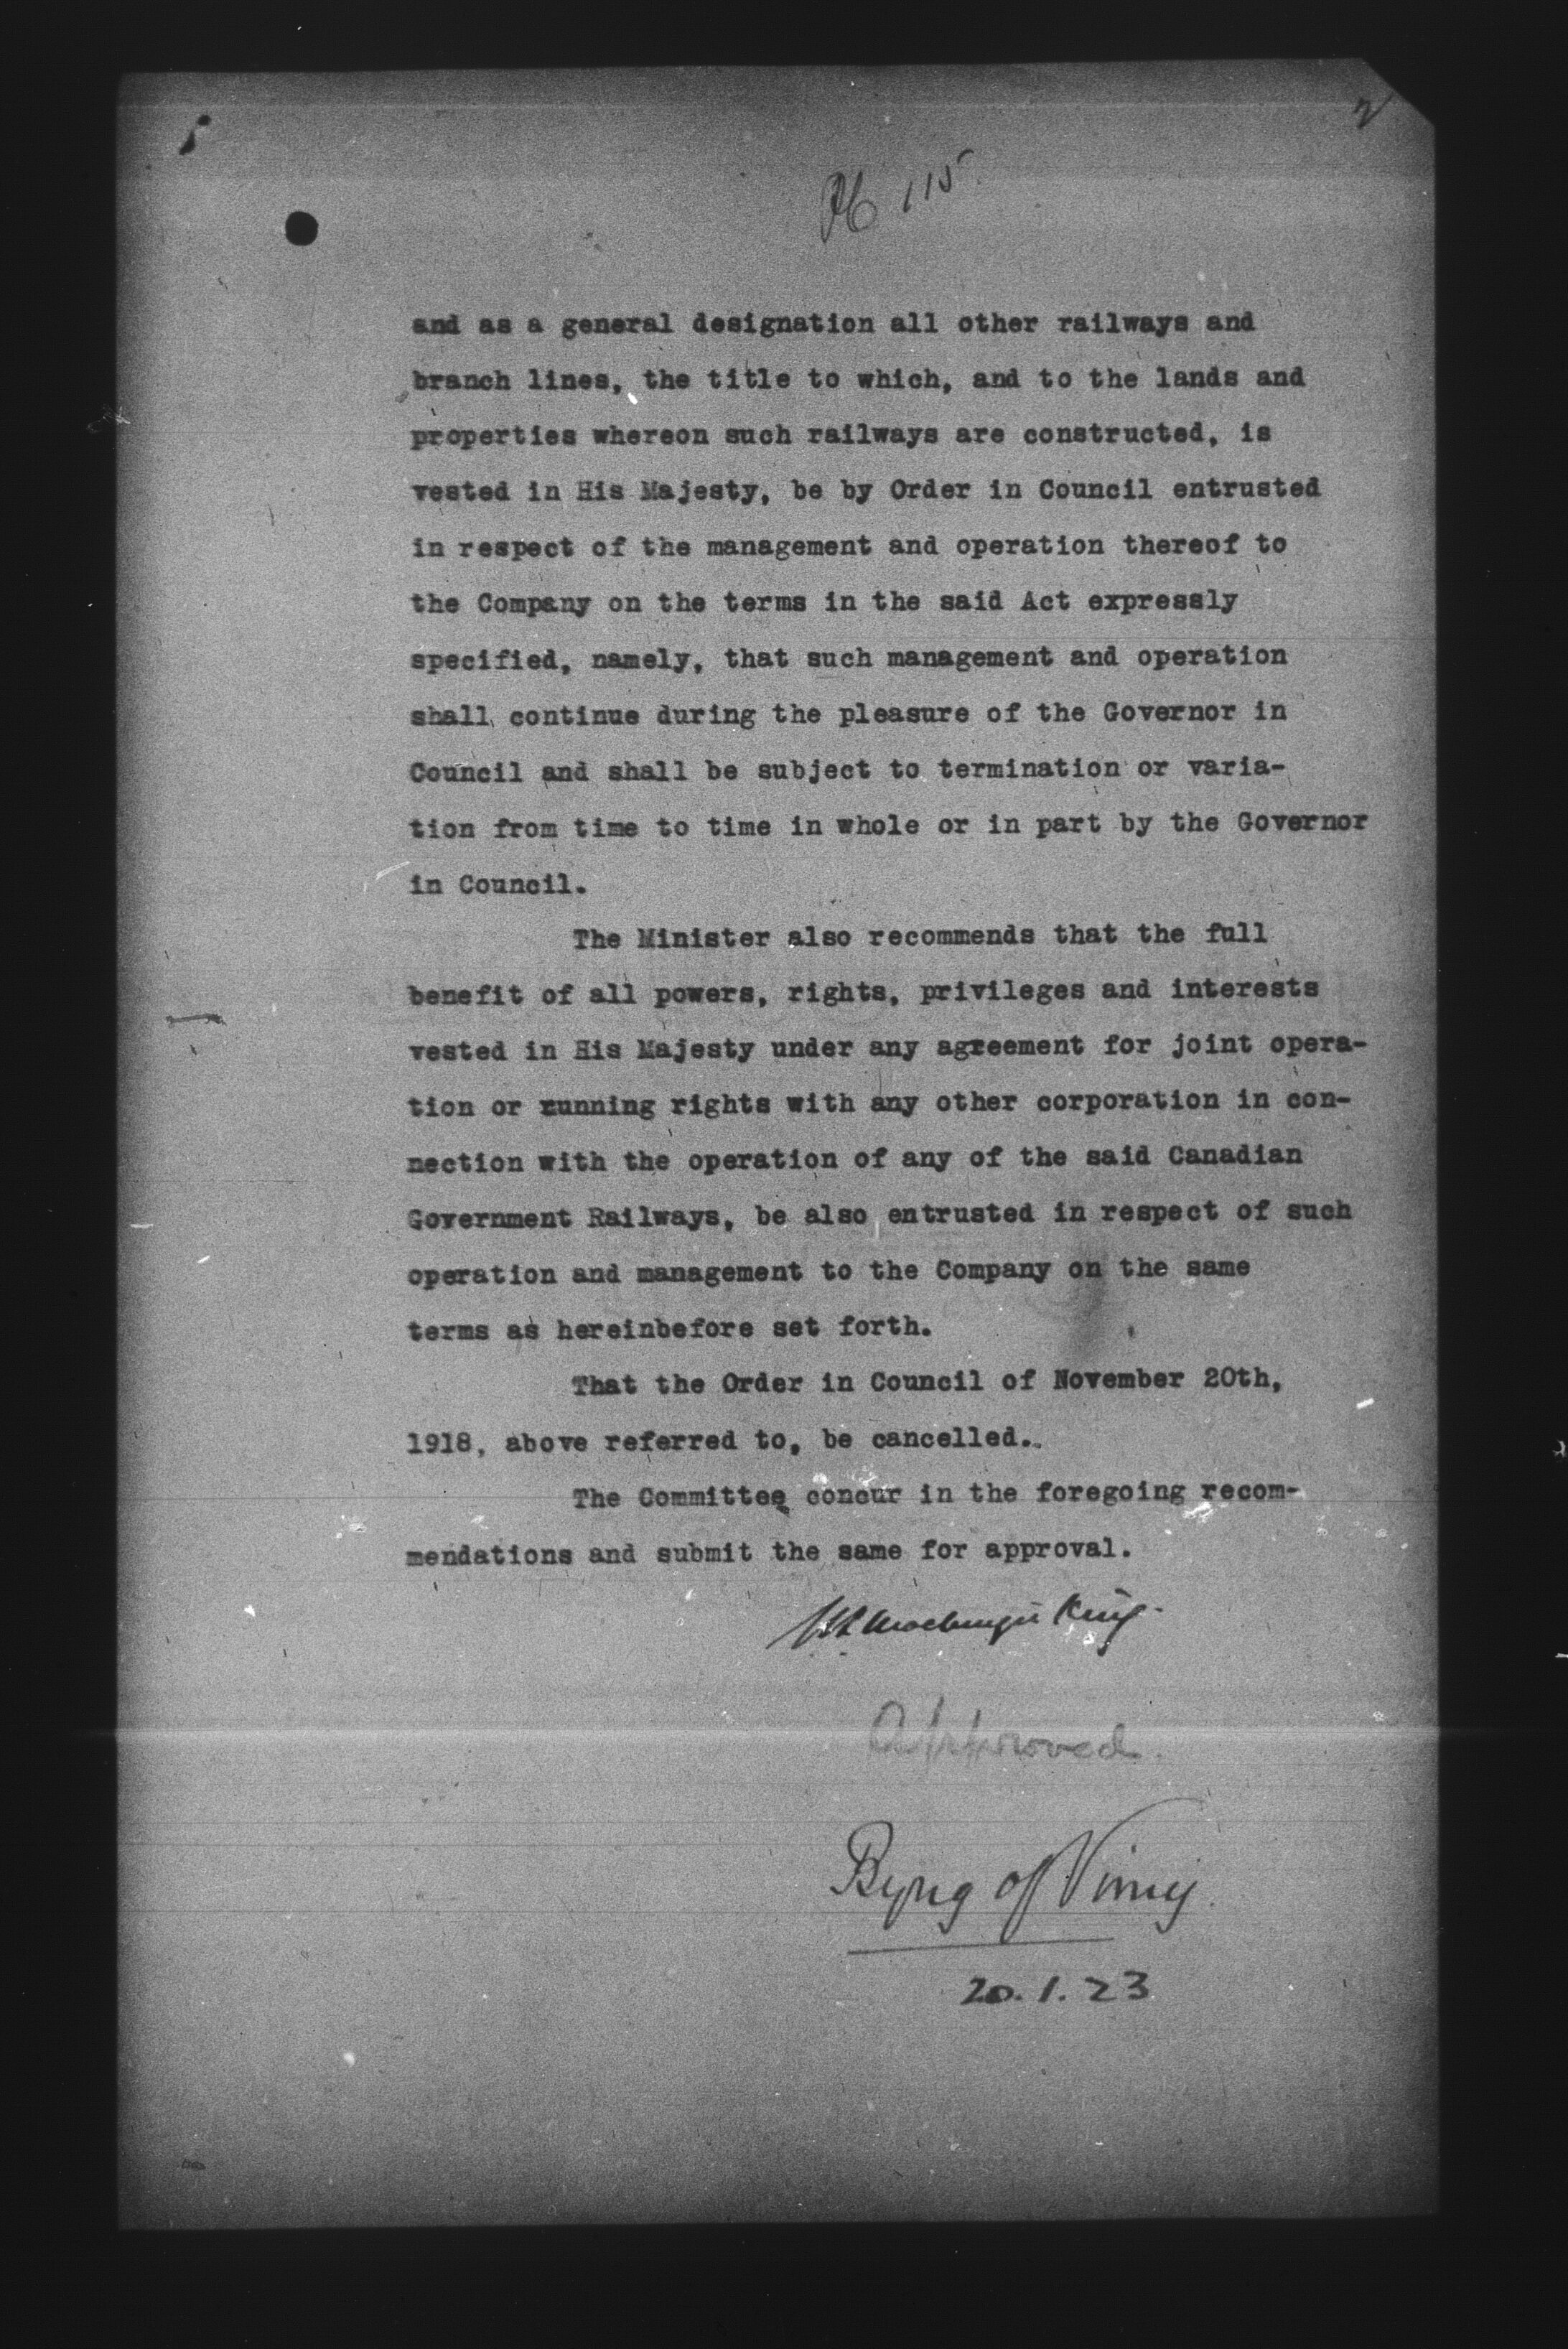 2
PC 115
and as a general designation all other railways and
branch lines, the title to which, and to the lands and
properties whereon such railways are constructed, is
vested in His Majesty, be by Order in Council entrusted
in respect of the management and operation thereof to
the Company on the terms in the said Act expressly
specified, namely, that such management and operation
shall continue during the pleasure of the Governor in
Council and shall be subject to termination or varia-
tion from time to time in whole or in part by the Governor
in Council.
The Minister also recommends that the full
benefit of all powers, rights, privileges and interests
vested in His Majesty under any agreement for joint opera-
tion or running rights with any other corporation in con-
nection with the operation of any of the said Canadian
Government Railways, be also entrusted in respect of such
operation and management to the Company on the same
terms as hereinbefore set forth.
That the Order in Council of November 20th,
1918, above referred to, be cancelled.
The Committee concur in the foregoing recom-
mendations and submit the same for approval.
W L Mackenzie King
Approved.
Byng of Vimy
20.1.23